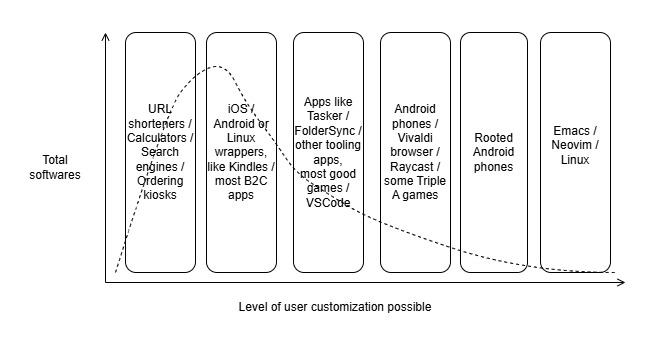 Total
softwares
URL
shorteners /
Calculators /
Search
engines /
Ordering
kiosks
iOS /
Android or
Linux
wrappers,
like Kindles /
most B2C
apps
Apps like
Tasker /
FolderSync /
other tooling
apps,
most good
games /
VSCode
Android
phones /
Vivaldi
browser /
Raycast /
some Triple
A games
Rooted
Android
phones
Emacs /
Neovim /
Linux
Level of user customization possible